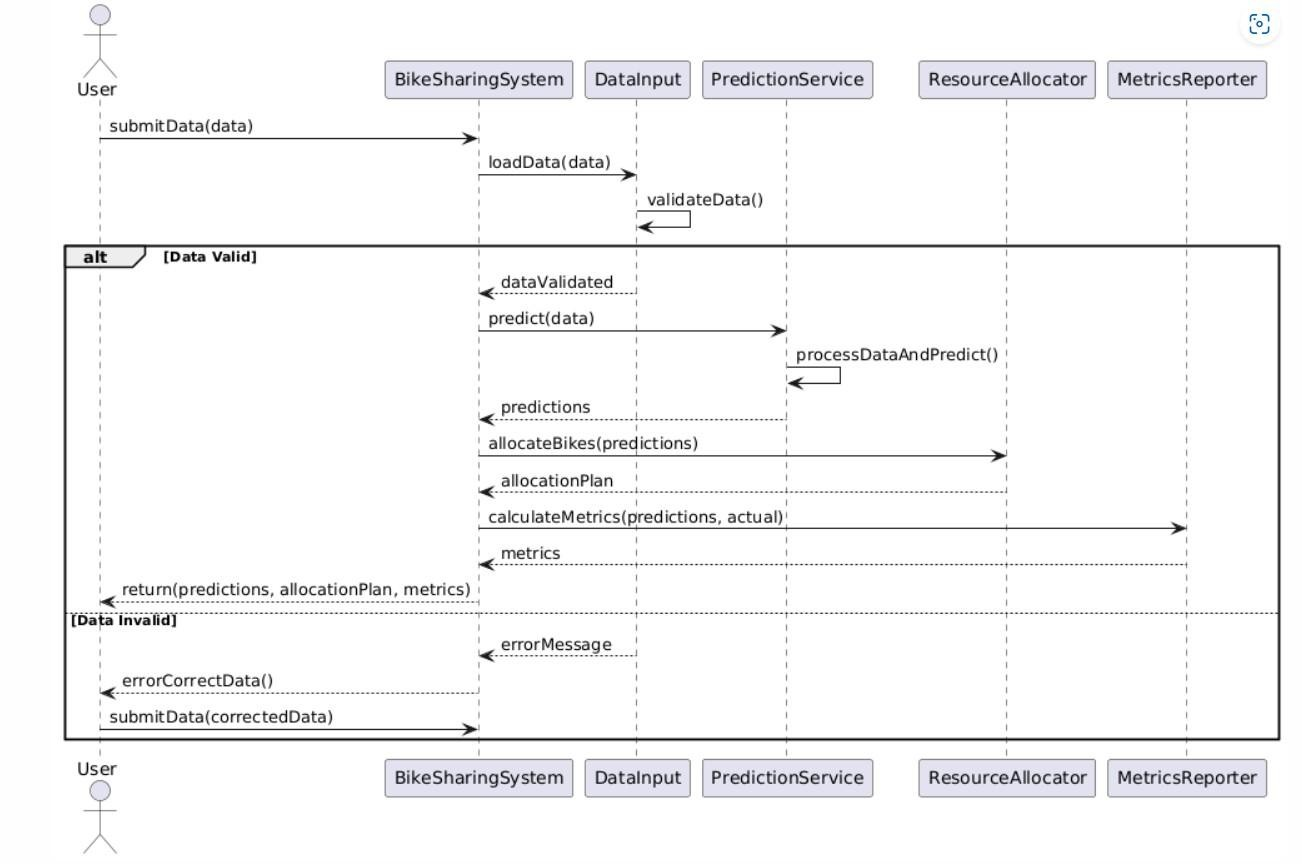 User
BikeSharingSystem
DataInput
PredictionService
ResourceAllocator
MetricsReporter
submitData(data)
loadData(data)
validateData()
alt
[Data Valid]
dataValidated
predict(data)
processDataAndPredict()
predictions
allocateBikes(predictions)
allocationPlan
calculateMetrics(predictions, actual)
metrics
return(predictions, allocationPlan, metrics)
[Data Invalid]
errorMessage
errorCorrectData()
submitData(correctedData)
User
BikeSharingSystem
DataInput
PredictionService
ResourceAllocator
MetricsReporter